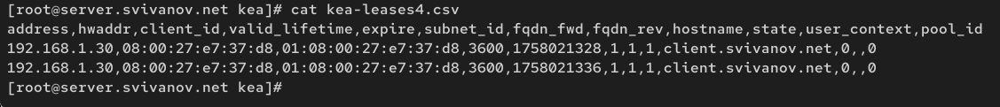 [root@server.svivanov.net kea]# cat kea-leases4.csv
address,hwaddr,client_id,valid_lifetime,expire,subnet_id,fqdn_fwd,fqdn_rev,hostname,state,user_context,pool_id
192.168.1.30,08:00:27:e7:37:d8,01:08:00:27:e7:37:d8,3600,1758021328,1,1,1,client.svivanov.net,0,,0
192.168.1.30,08:00:27:e7:37:d8,01:08:00:27:e7:37:d8,3600,1758021336,1,1,1,client.svivanov.net,0,,0
[root@server.svivanov.net kea]#